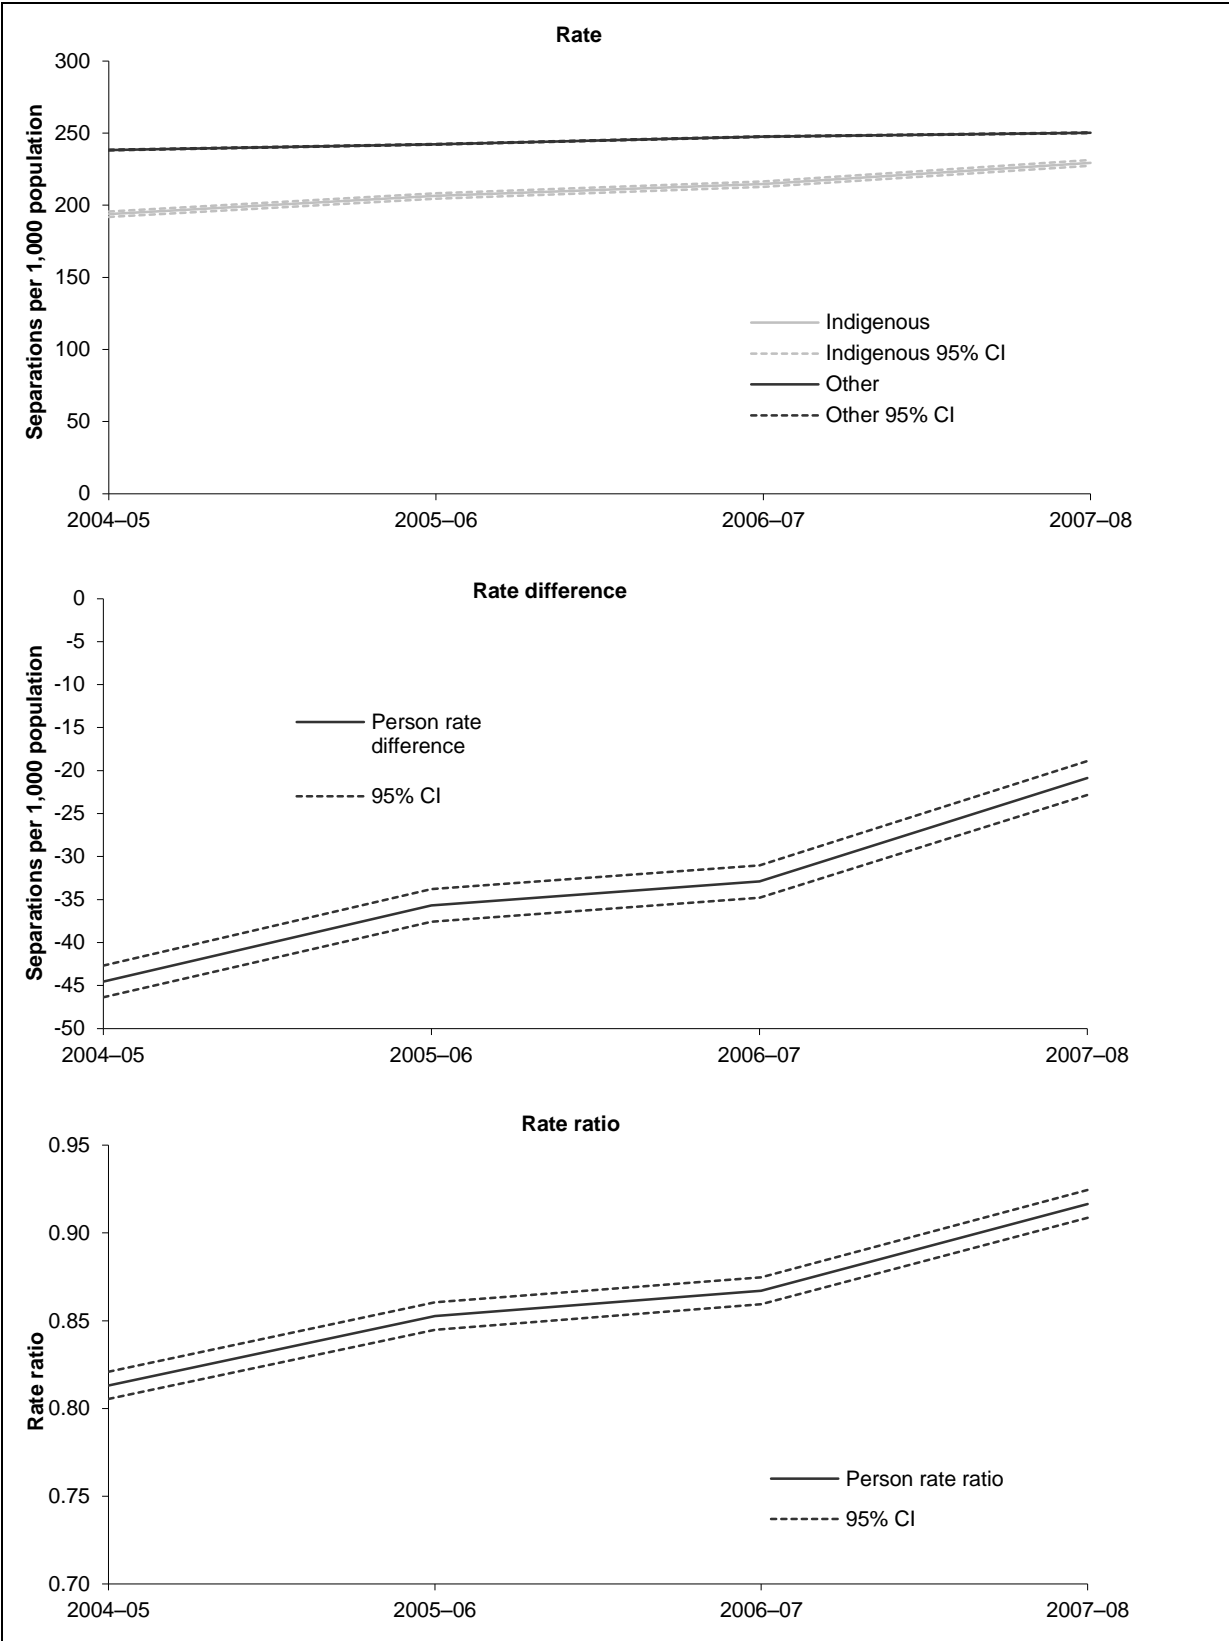 Rate
Separations per 1,000 population
300
250
200
150
100
50
0
Indigenous
Indigenous 95% CI
Other
Other 95% CI
2004–05
2005–06
2006–07
2007–08
Rate difference
Separations per 1,000 population
0
-5
-10
-15
-20
-25
-30
-35
-40
-45
-50
Person rate
difference
95% CI
2004–05
2005–06
2006–07
2007–08
Rate ratio
Rate ratio
0.95
0.90
0.85
0.80
0.75
0.70
Person rate ratio
95% CI
2004–05
2005–06
2006–07
2007–08